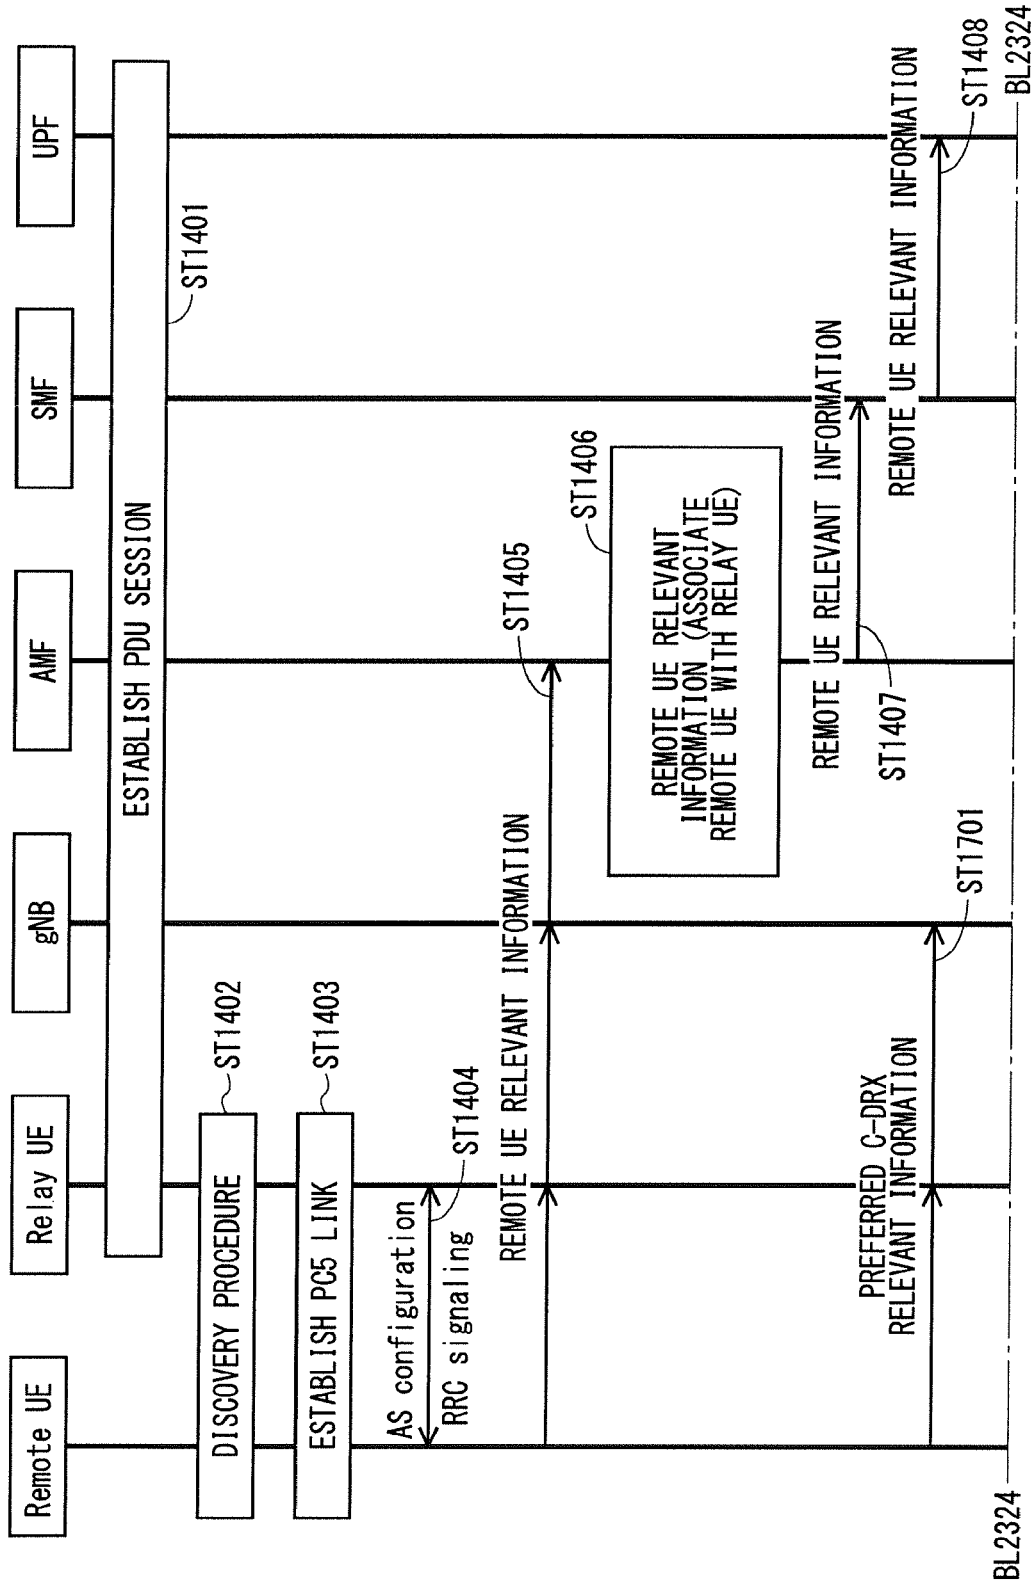 Remote UE
Relay UE
gNB
AMF
SMF
UPF
ESTABLISH PDU SESSION
ST1401
DISCOVERY PROCEDURE
ST1402
ESTABLISH PC5 LINK
ST1403
AS configuration
RRC signaling
ST1404
REMOTE UE RELEVANT INFORMATION
ST1405
REMOTE UE RELEVANT
INFORMATION (ASSOCIATE
REMOTE UE WITH RELAY UE)
ST1406
REMOTE UE RELEVANT INFORMATION
ST1407
REMOTE UE RELEVANT INFORMATION
ST1408
PREFERRED C-DRX
RELEVANT INFORMATION
ST1701
BL2324
BL2324